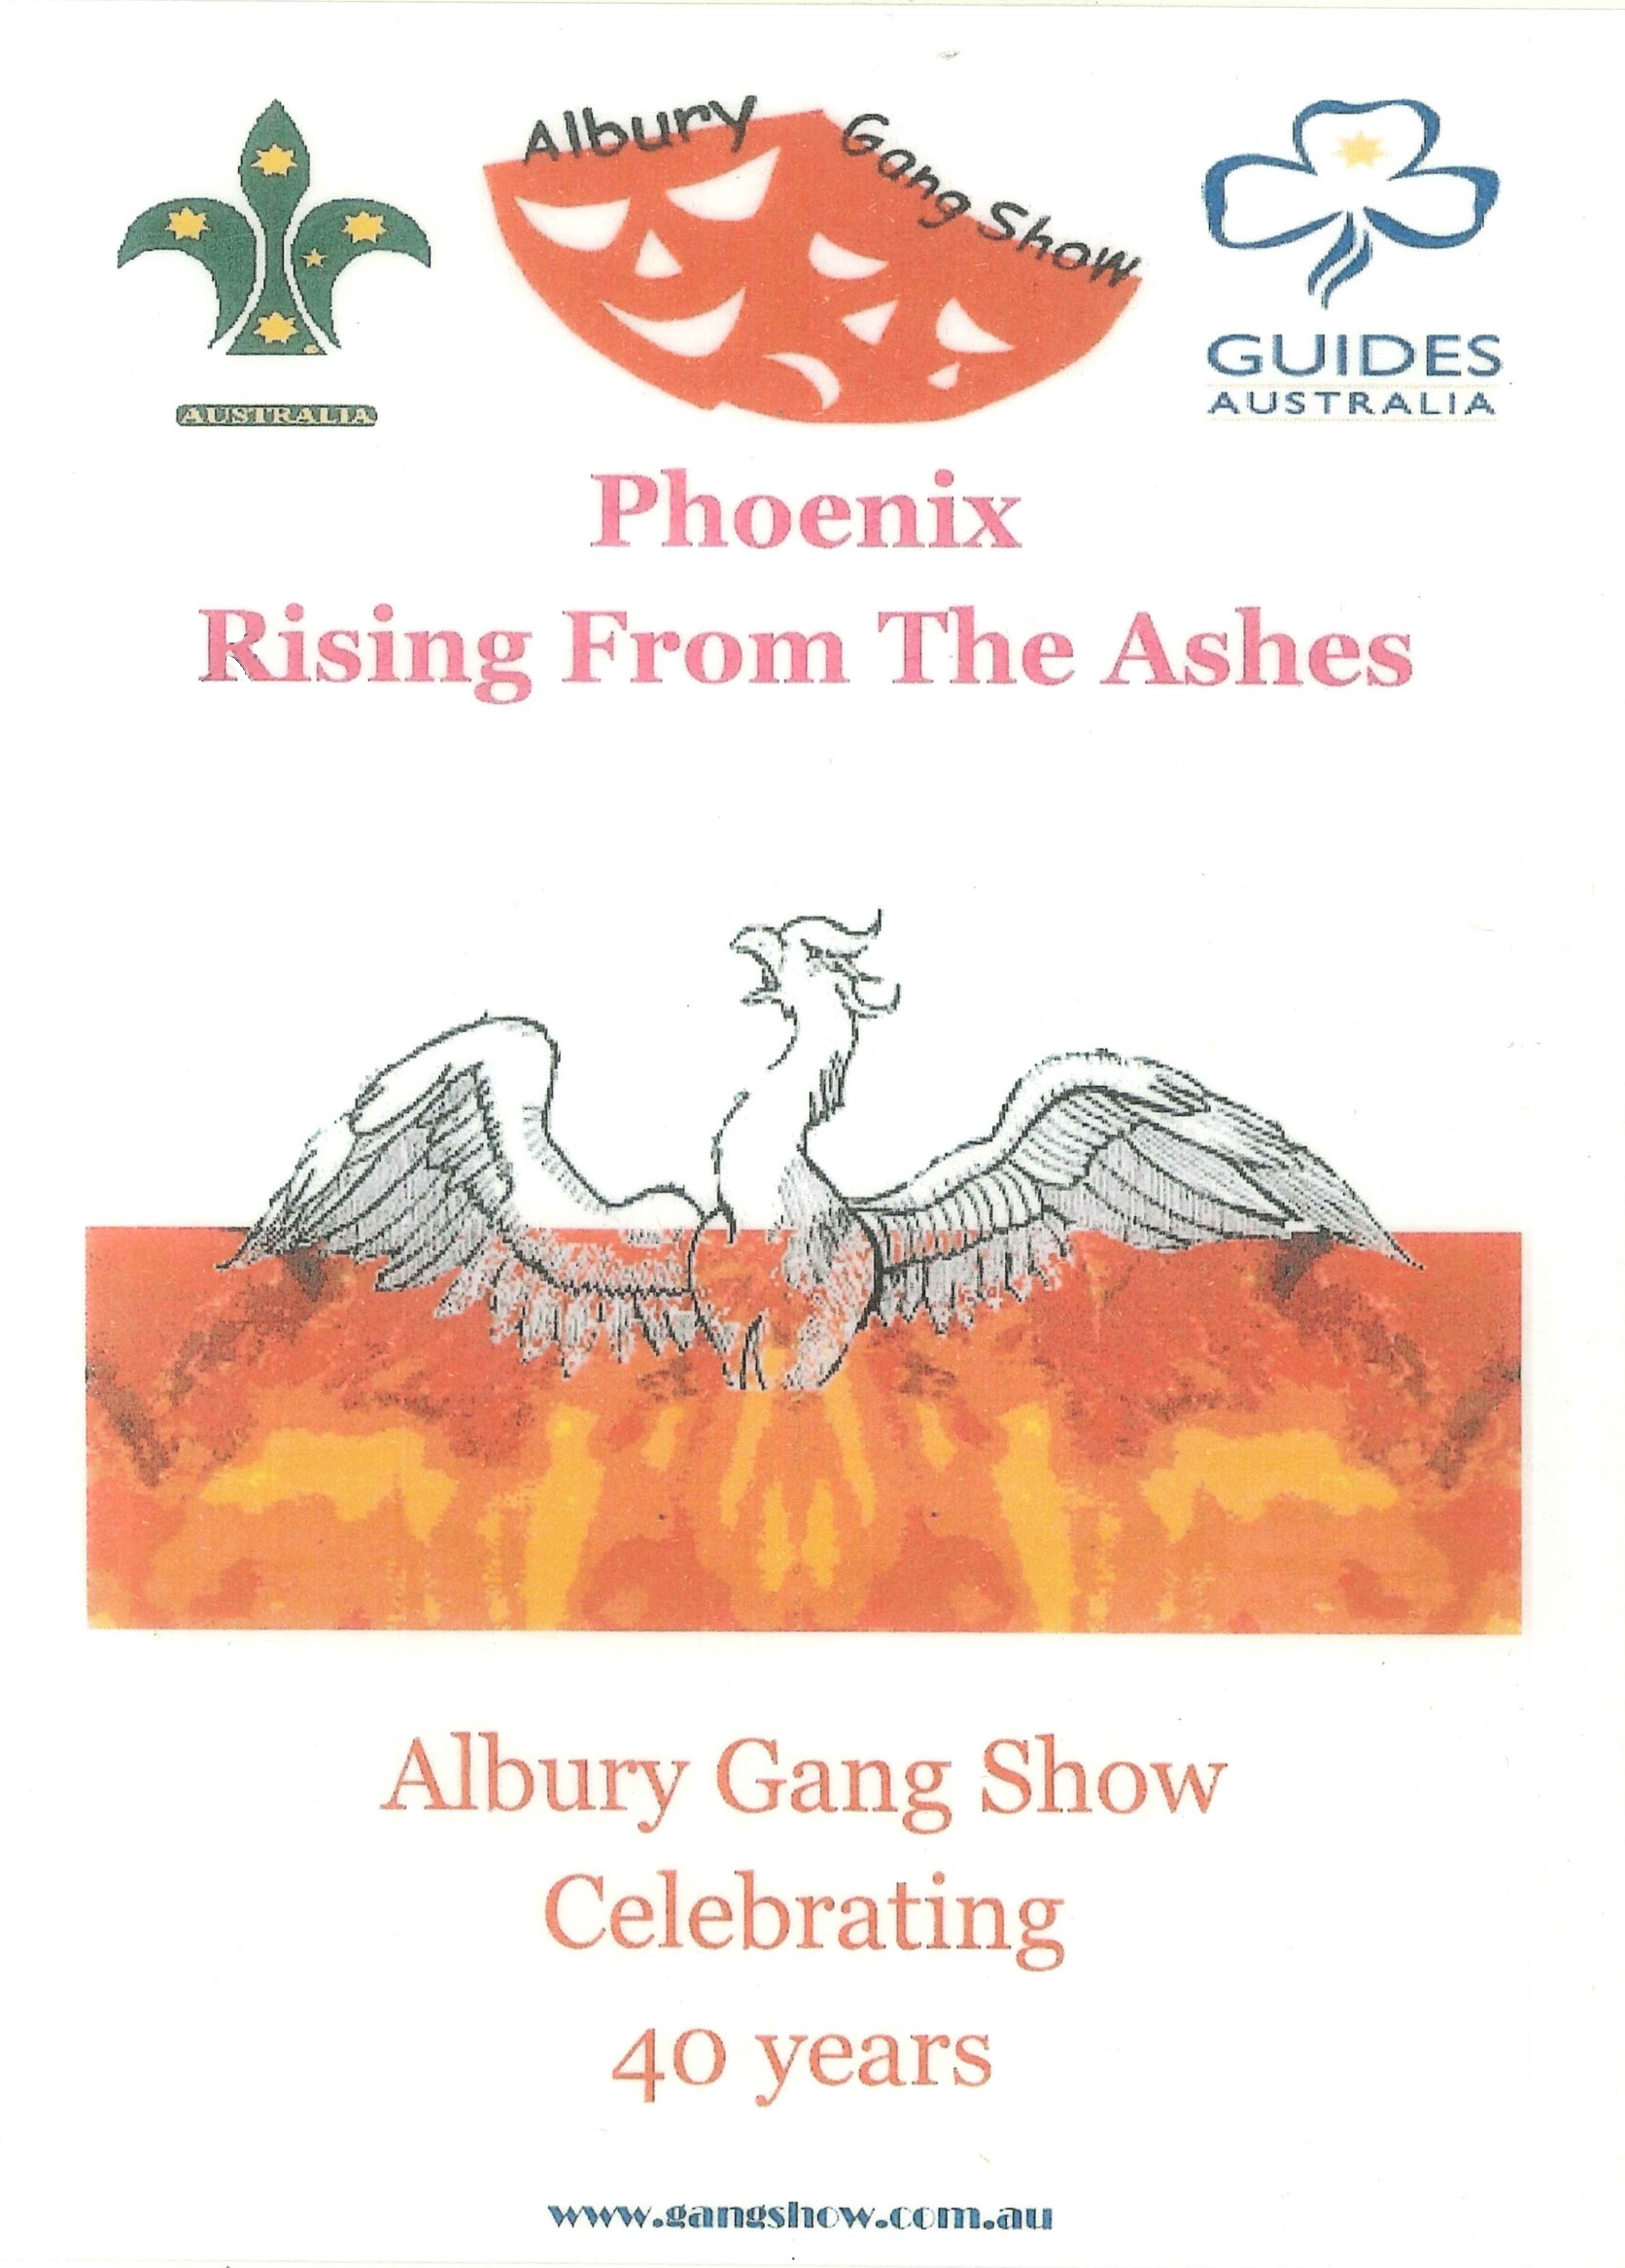 AUSTRALIA
Albury Gang Show
GUIDES
AUSTRALIA
Phoenix
Rising From The Ashes
Albury Gang Show
Celebrating
40 years
www.gangshow.com.au